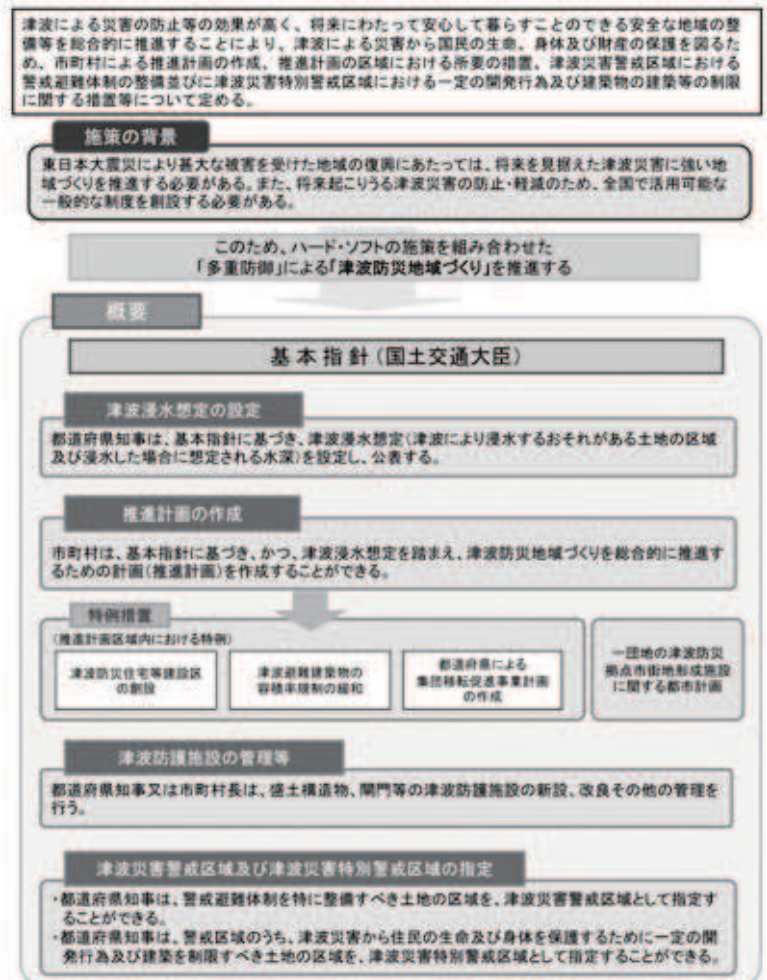 津波による災害の防止等の効果が高く、将来にわたって安心して暮らすことのできる安全な地域の整
備等を総合的に推進することにより、津波による災害から国民の生命、身体及び財産の保護を図るた
め、市町村による推進計画の作成、推進計画の区域における所要の措置、津波災害警戒区域における
警戒避難体制の整備並びに津波災害特別警戒区域における一定の開発行為及び建築物の建築等の制限
に関する措置等について定める。
施策の背景
東日本大震災により甚大な被害を受けた地域の復興にあたっては、将来を見据えた津波災害に強い地
域づくりを推進する必要がある。また、将来起こりうる津波災害の防止・軽減のため、全国で活用可能な
一般的な制度を創設する必要がある。
このため、ハード・ソフトの施策を組み合わせた
「多重防御」による「津波防災地域づくり」を推進する
概要
基本指針(国土交通大臣)
津波浸水想定の設定
都道府県知事は、基本指針に基づき、津波浸水想定(津波により浸水するおそれがある土地の区域
及び浸水した場合に想定される水深)を設定し、公表する。
推進計画の作成
市町村は、基本指針に基づき、かつ、津波浸水想定を踏まえ、津波防災地域づくりを総合的に推進す
るための計画(推進計画)を作成することができる。
特例措置
(推進計画区域内における特例)
津波防災住宅等建設区
の創設
津波避難建築物の
容積率規制の緩和
都道府県による
集団移転促進事業計画
の作成
一団地の津波防災
拠点市街地形成施設
に関する都市計画
津波防護施設の管理等
都道府県知事又は市町村長は、盛土構造物、閘門等の津波防護施設の新設、改良その他の管理を
行う。
津波災害警戒区域及び津波災害特別警戒区域の指定
・都道府県知事は、警戒避難体制を特に整備すべき土地の区域を、津波災害警戒区域として指定す
ることができる。
・都道府県知事は、警戒区域のうち、津波災害から住民の生命及び身体を保護するために一定の開
発行為及び建築を制限すべき土地の区域を、津波災害特別警戒区域として指定することができる。